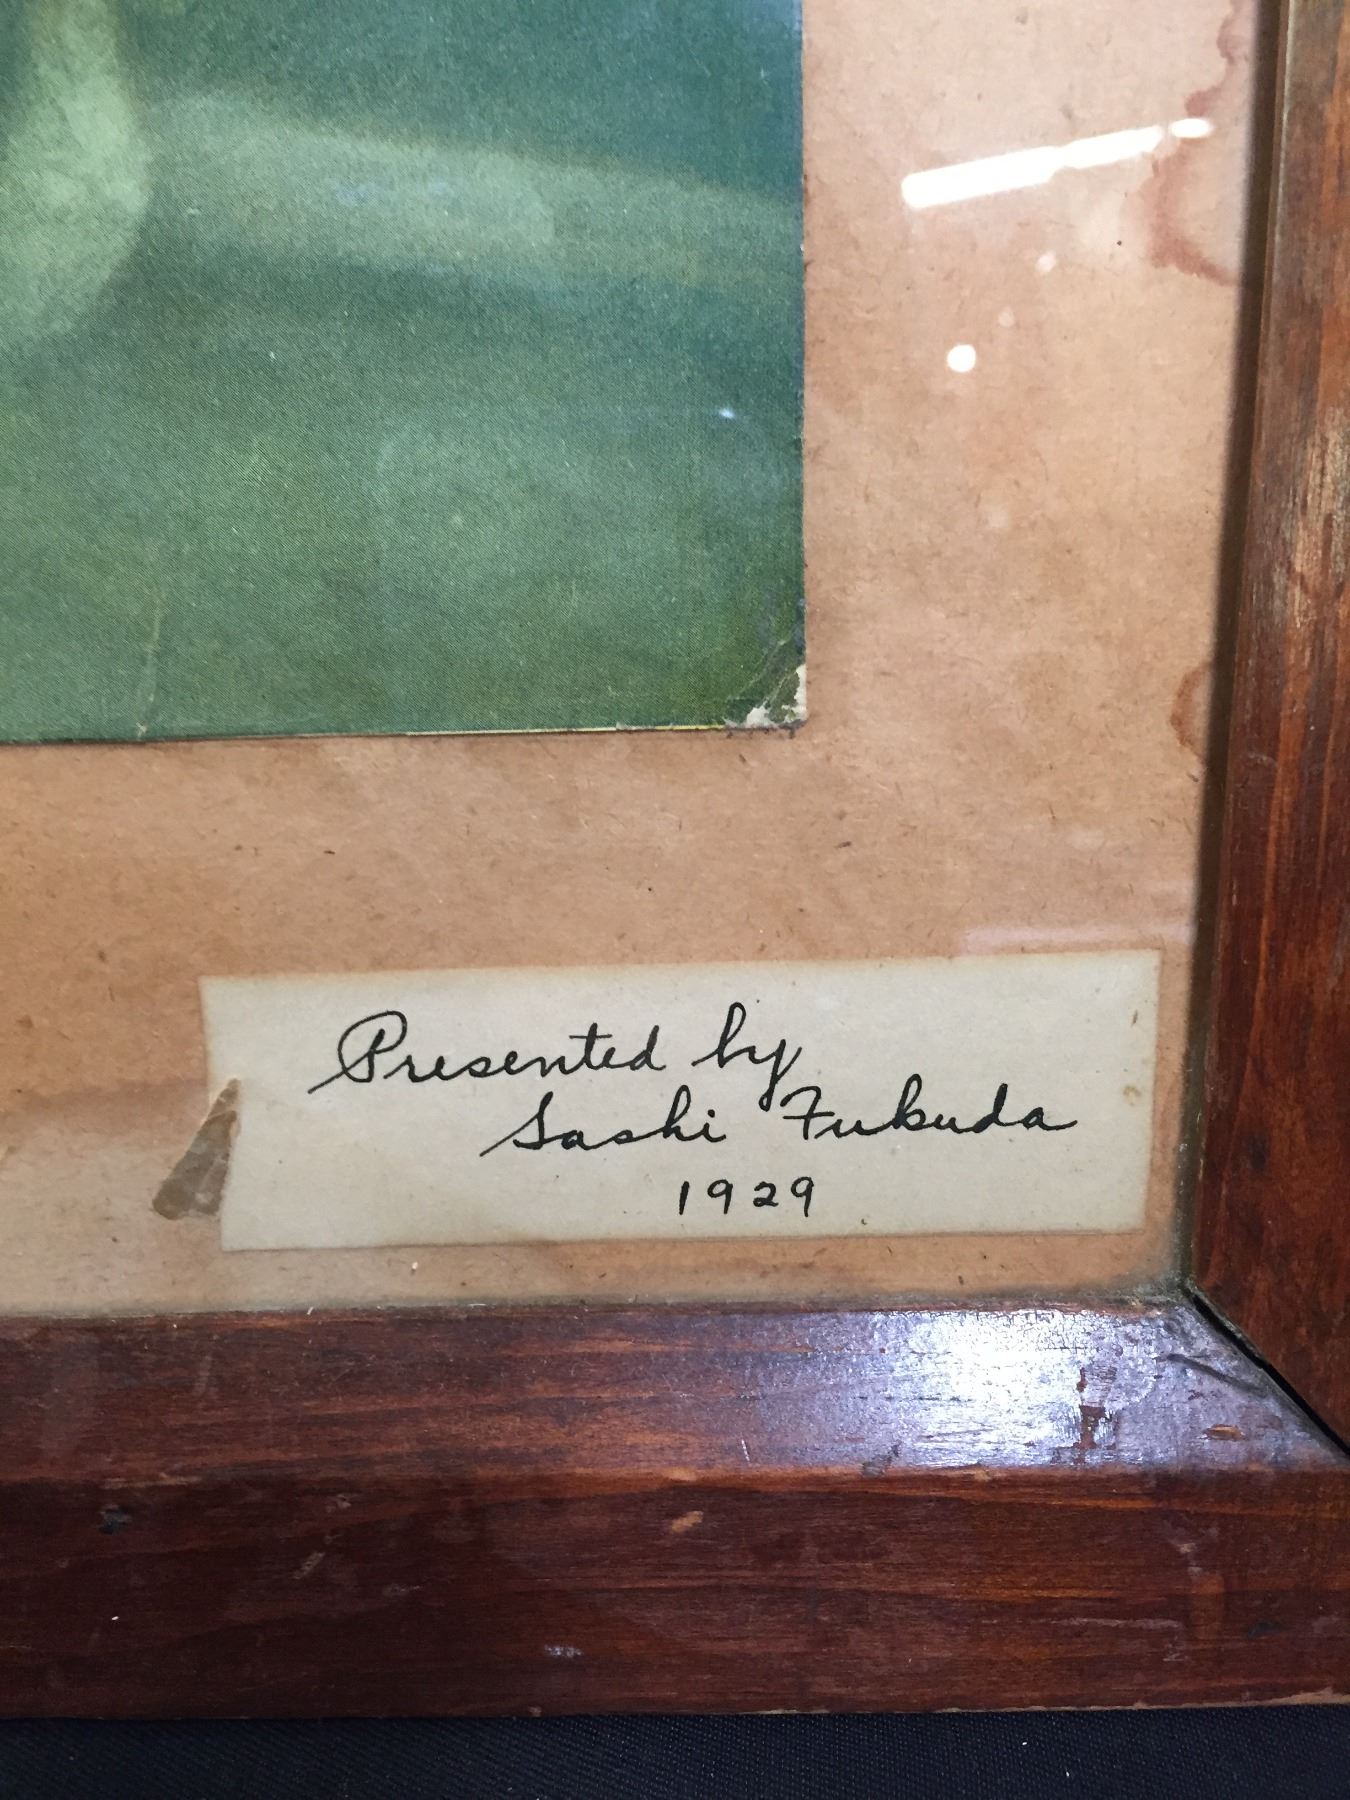 Presented by
Sashi Fukuda
1929